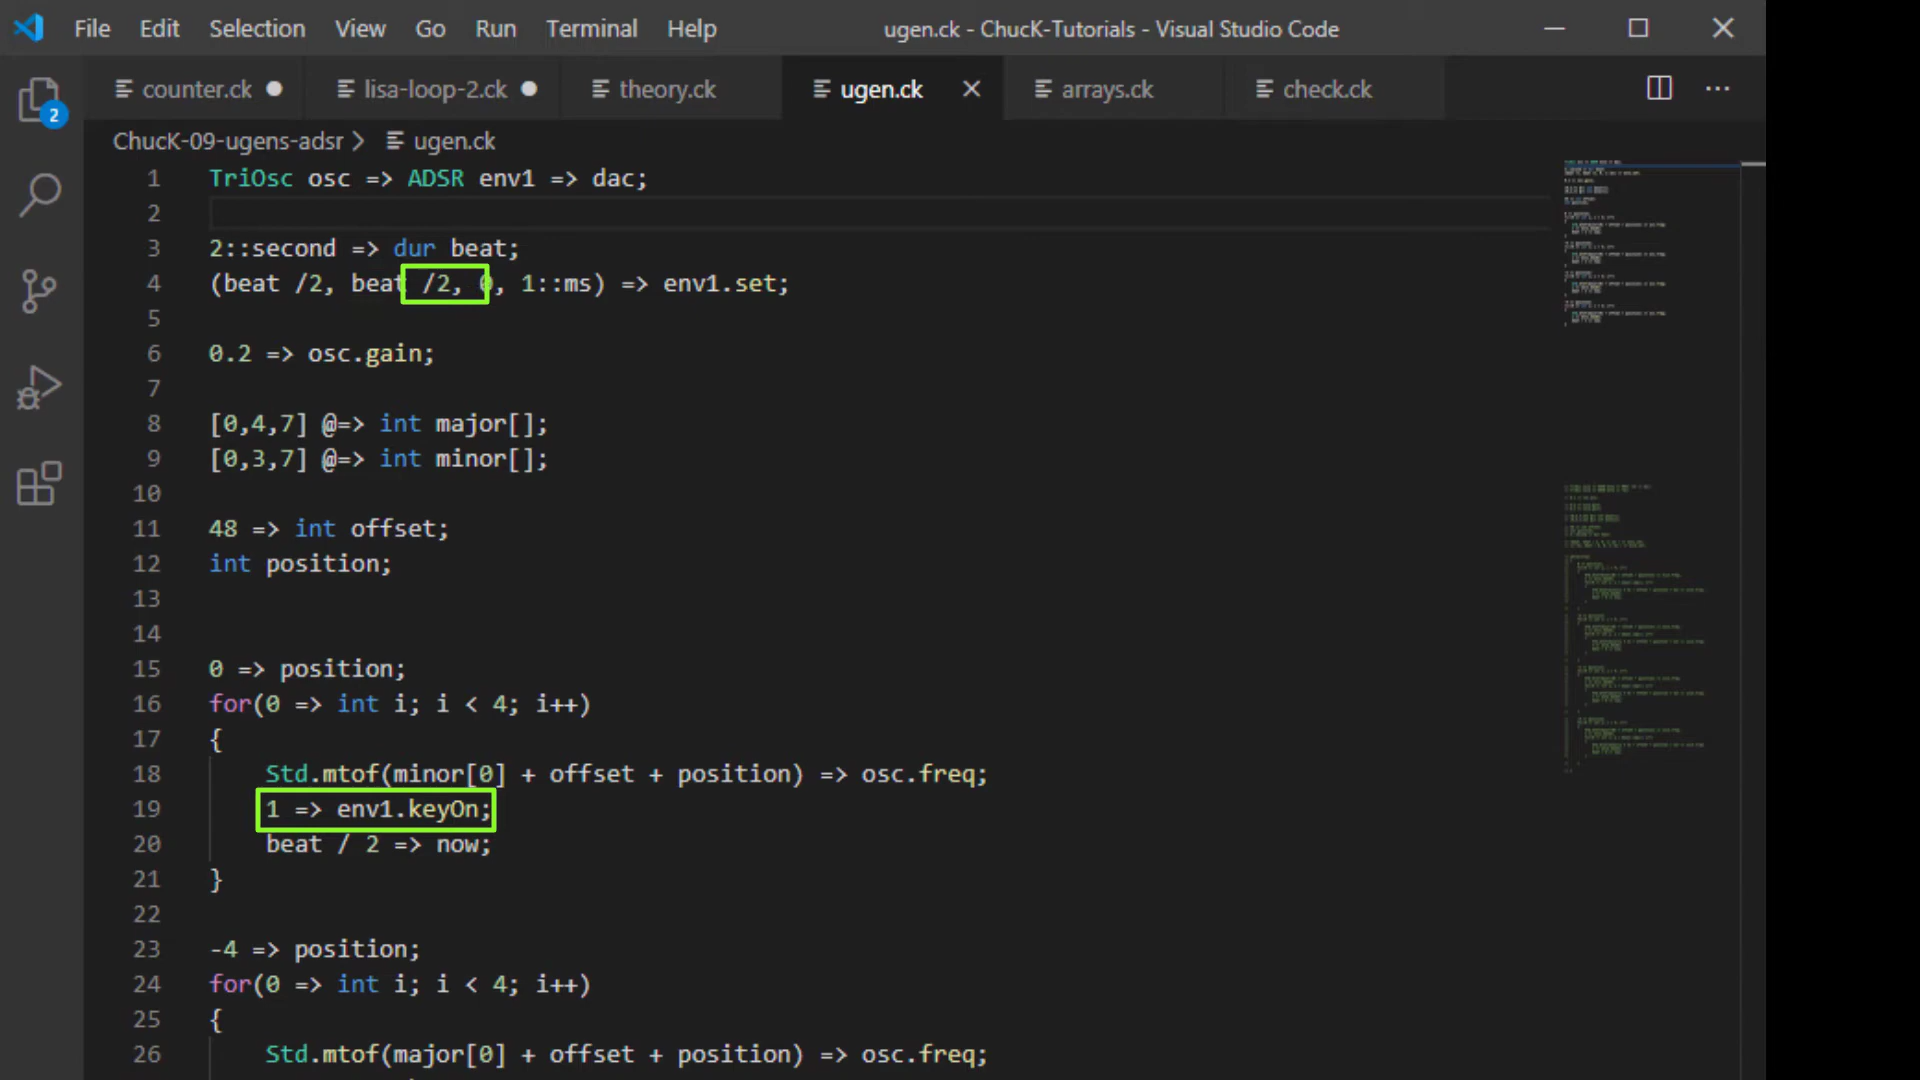 File Edit Selection View Go Run Terminal Help ugen.ck - ChucK-Tutorials - Visual Studio Code
counter.ck lisa-loop-2.ck theory.ck ugen.ck arrays.ck check.ck
2
ChucK-09-ugens-adsr > ugen.ck
1 TriOsc osc => ADSR env1 => dac;
2
3 2::second => dur beat;
4 (beat /2, beat /2, 0, 1::ms) => env1.set;
5
6 0.2 => osc.gain;
7
8 [0,4,7] @=> int major[];
9 [0,3,7] @=> int minor[];
10
11 48 => int offset;
12 int position;
13
14
15 0 => position;
16 for(0 => int i; i < 4; i++)
17 {
18 Std.mtof(minor[0] + offset + position) => osc.freq;
19 1 => env1.keyOn;
20 beat / 2 => now;
21 }
22
23 -4 => position;
24 for(0 => int i; i < 4; i++)
25 {
26 Std.mtof(major[0] + offset + position) => osc.freq;